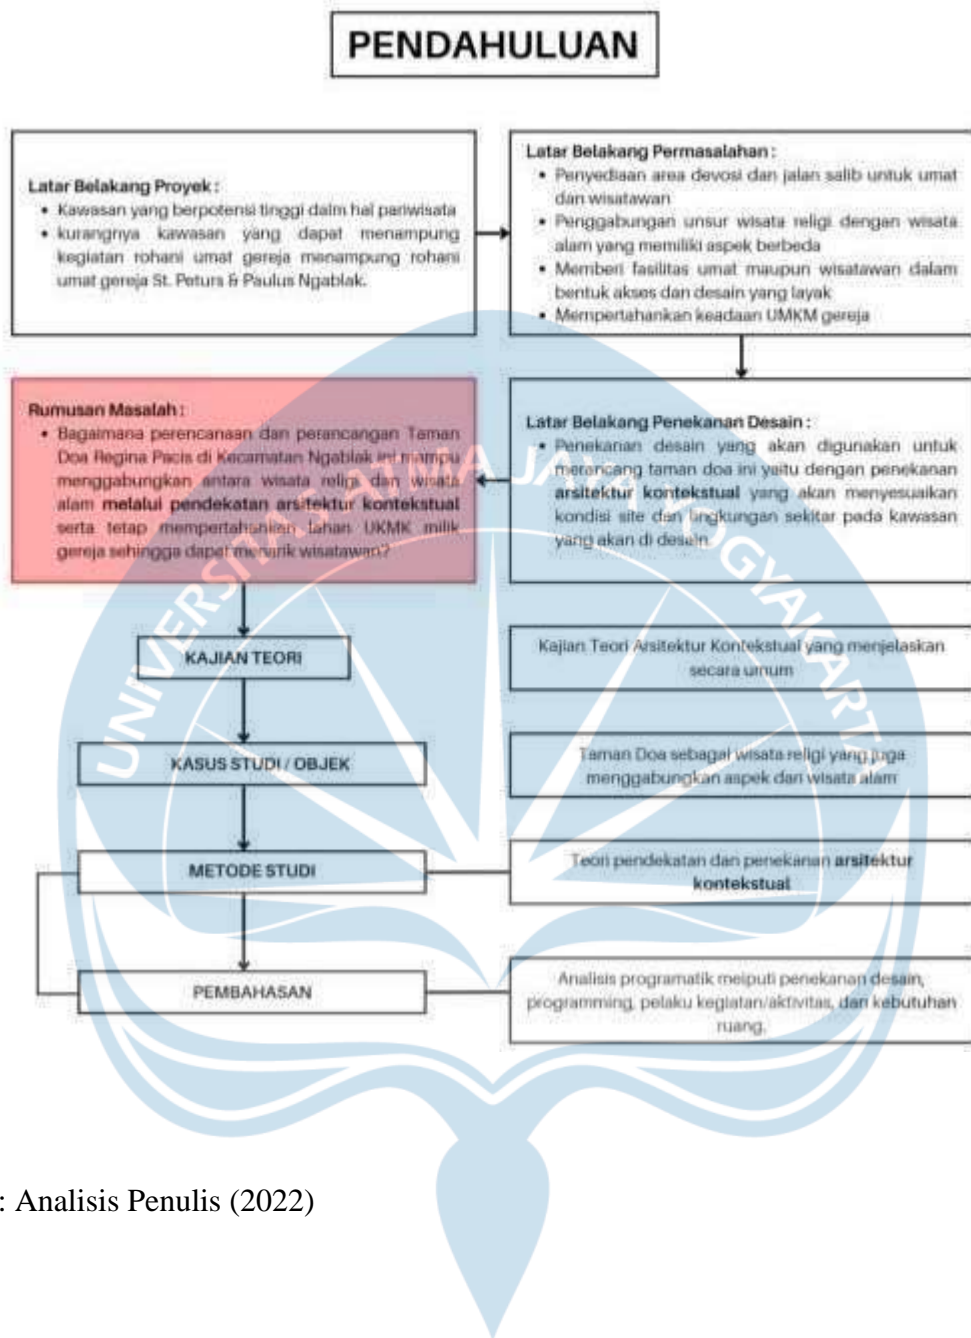 PENDAHULUAN
Latar Belakang Proyek :
• Kawasan yang berpotensi tinggi dalm hal pariwisata
• kurangnya kawasan yang dapat menampung
kegiatan rohani umat gereja menampung rohani
umat gereja St. Peturs & Paulus Ngablak.
Latar Belakang Permasalahan :
• Penyediaan area devosi dan jalan salib untuk umat
dan wisatawan
• Penggabungan unsur wisata religi dengan wisata
alam yang memiliki aspek berbeda
• Memberi fasilitas umat maupun wisatawan dalam
bentuk akses dan desain yang layak
• Mempertahankan keadaan UMKM gereja
Latar Belakang Penekanan Desain :
• Penekanan desain yang akan digunakan untuk
merancang taman doa ini yaitu dengan penekanan
arsitektur kontekstual yang akan menyesuaikan
kondisi site dan lingkungan sekitar pada kawasan
yang akan di desain
Rumusan Masalah :
• Bagaimana perencanaan dan perancangan Taman
Doa Regina Pacis di Kecamatan Ngablak ini mampu
menggabungkan antara wisata religi dan wisata
alam melalui pendekatan arsitektur kontekstual
serta tetap mempertahankan lahan UKMK milik
gereja sehingga dapat menarik wisatawan?
KAJIAN TEORI
Kajian Teori Arsitektur Kontekstual yang menjelaskan
secara umum
KASUS STUDI / OBJEK
Taman Doa sebagai wisata religi yang juga
menggabungkan aspek dari wisata alam
METODE STUDI
Teori pendekatan dan penekanan arsitektur
kontekstual
PEMBAHASAN
Analisis programatik meiputi penekanan desain,
programming, pelaku kegiatan/aktivitas, dan kebutuhan
ruang.
UNIVERSITAS ATMA JAYA YOGYAKARTA
: Analisis Penulis (2022)